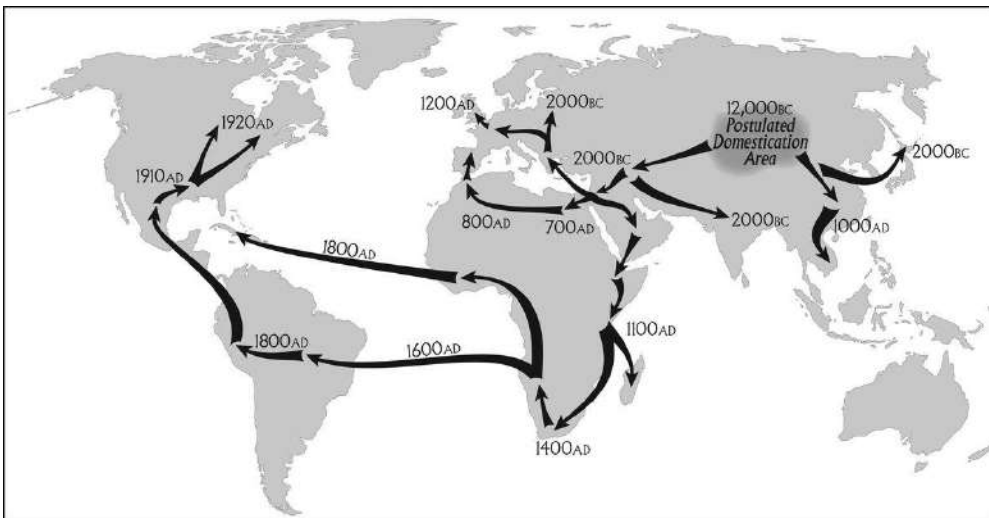 1200AD
2000BC
12,000BC
Postulated
Domestication
Area
1920AD
2000BC
2000BC
1910AD
800AD
700AD
2000BC
1000AD
1800AD
1100AD
1800AD
1600AD
1400AD